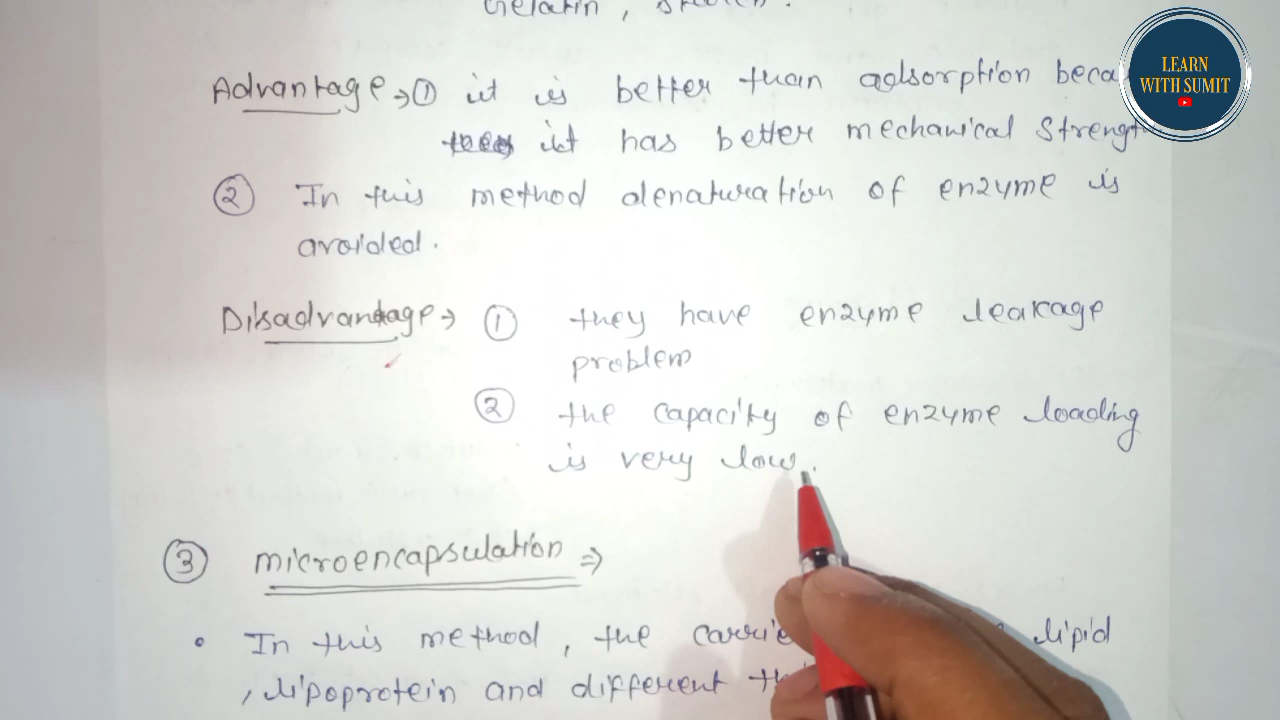 Gelatin, Starch.
Advantage → ① it is better than adsorption beca
it has better mechanical Streng
② In this method denaturation of enzyme is
avoided.
Disadvantage → ① they have enzyme leakage
problem
② the capacity of enzyme loading
is very low.
③ microencapsulation ⇒
• In this method, the carrie lipid
, lipoprotein and different
LEARN
WITH SUMIT